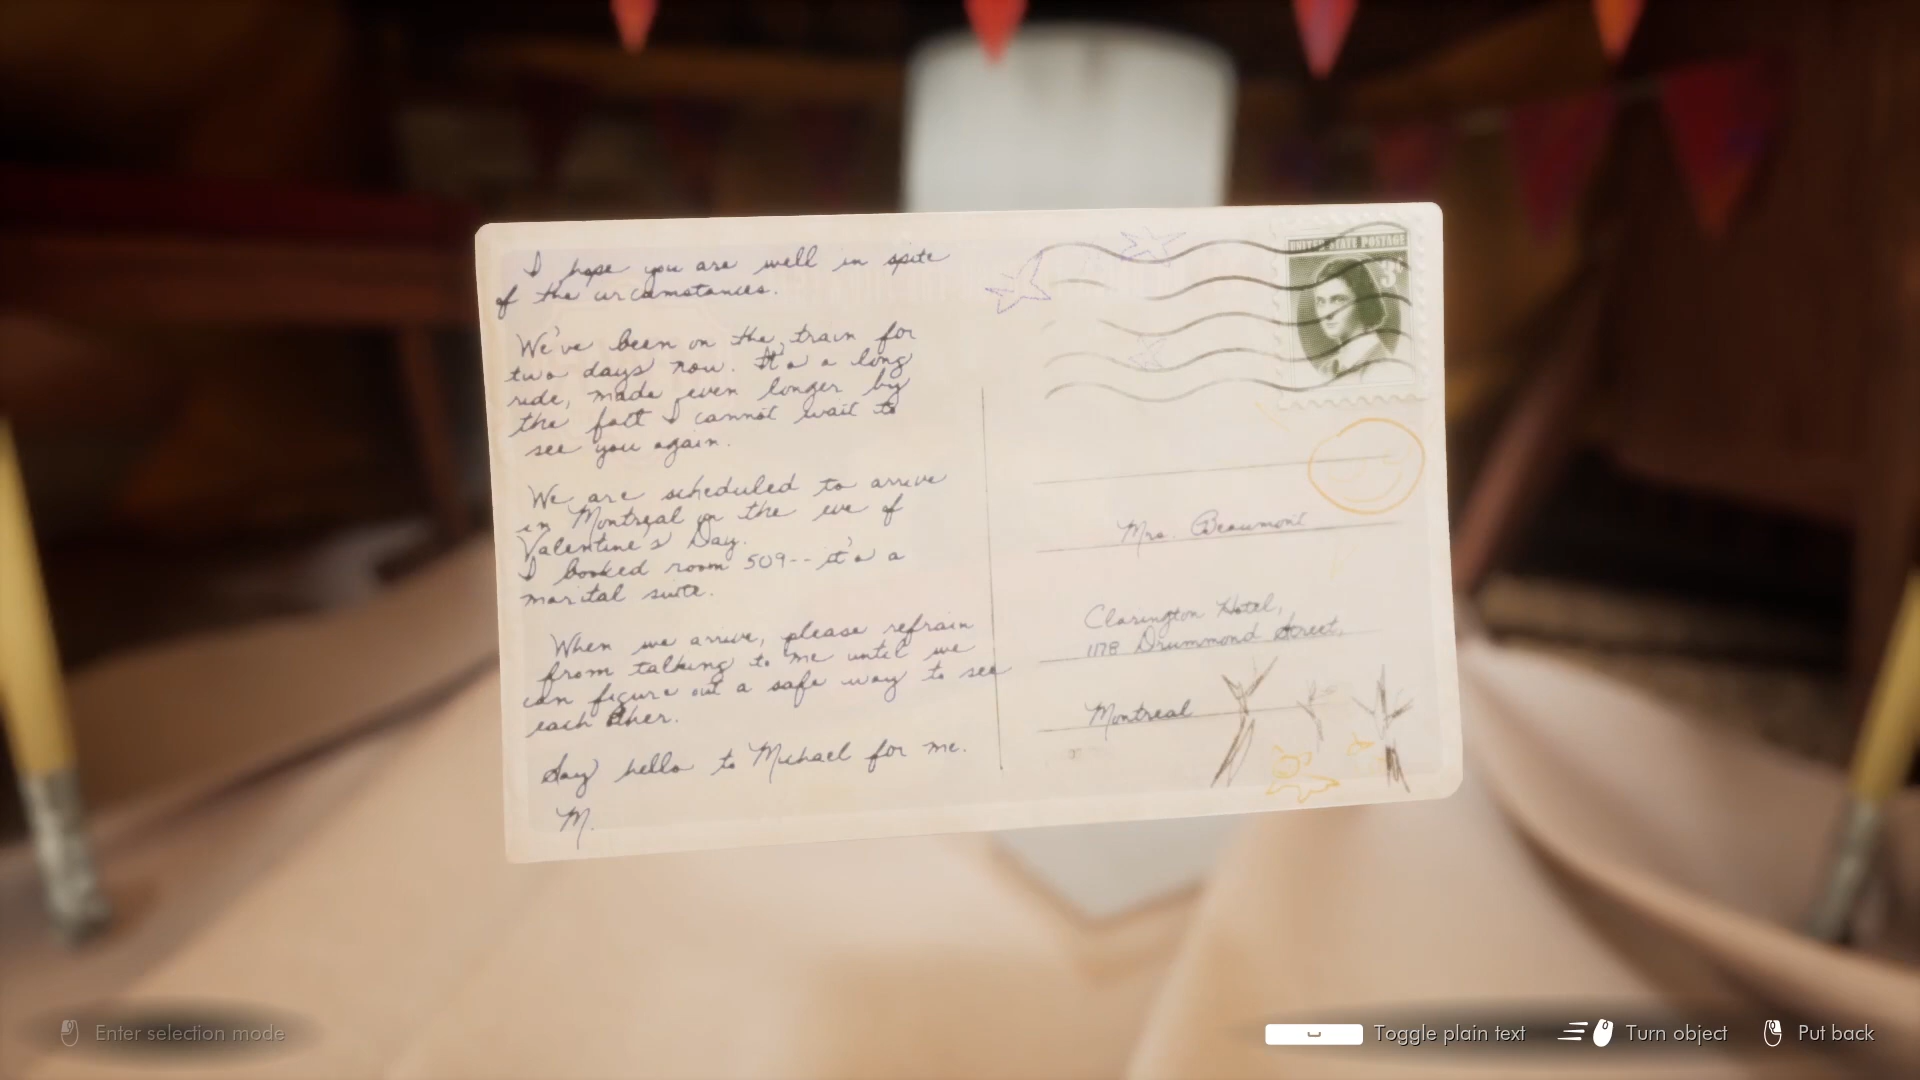 I hope you are well in spite
of the circumstances.
We've been on the train for
two days now. It's a long
ride, made even longer by
the fact I cannot wait to
see you again.
We are scheduled to arrive
in Montreal on the eve of
Valentine's Day.
I booked room 509-- it's a
marital suite.
When we arrive, please refrain
from talking to me until we
can figure out a safe way to see
each other.
Say hello to Michael for me.
M.
UNITED STATE POSTAGE
3¢
Mrs. Beaumont
Clarington Hotel,
1178 Drummond Street,
Montreal
Enter selection mode
Toggle plain text
Turn object
Put back